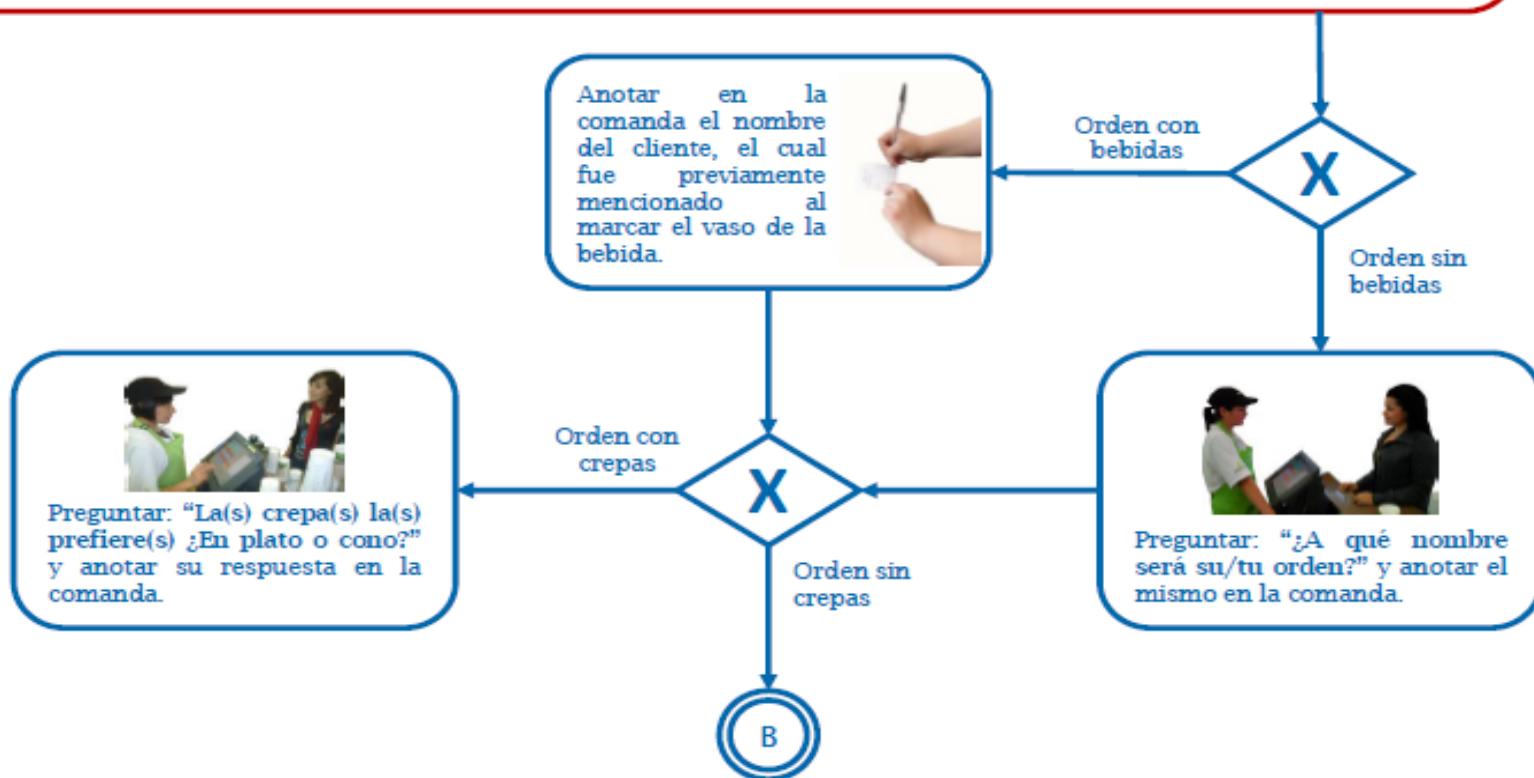 Anotar en la
comanda el nombre
del cliente, el cual
fue previamente
mencionado al
marcar el vaso de la
bebida.
Orden con
bebidas
X
Orden sin
bebidas
Preguntar: “La(s) crepa(s) la(s)
prefiere(s) ¿En plato o cono?”
y anotar su respuesta en la
comanda.
Orden con
crepas
X
Orden sin
crepas
Preguntar: “¿A qué nombre
será su/tu orden?” y anotar el
mismo en la comanda.
B